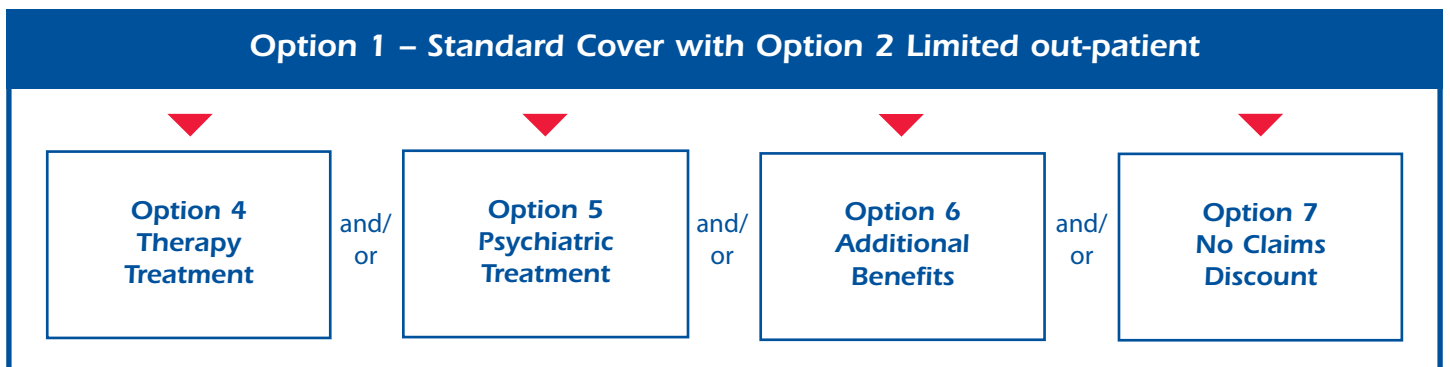 Option 1 – Standard Cover with Option 2 Limited out-patient
Option 4
Therapy
Treatment
and/
or
Option 5
Psychiatric
Treatment
and/
or
Option 6
Additional
Benefits
and/
or
Option 7
No Claims
Discount